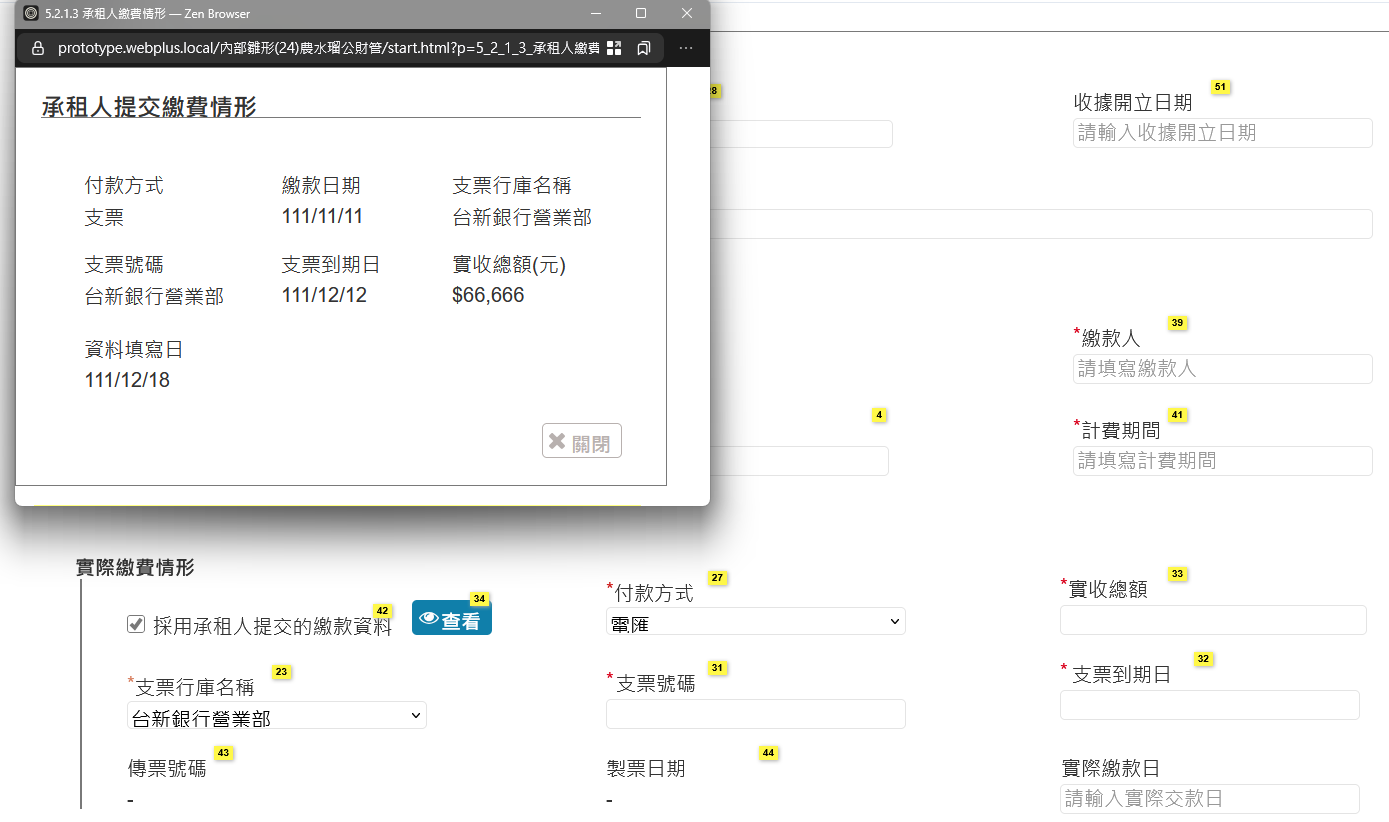 5.2.1.3 承租人繳費情形 — Zen Browser
prototype.webplus.local/內部雛形(24)農水瑠公財管/start.html?p=5_2_1_3_承租人繳費
承租人提交繳費情形
付款方式 繳款日期 支票行庫名稱
支票 111/11/11 台新銀行營業部
支票號碼 支票到期日 實收總額(元)
台新銀行營業部 111/12/12 $66,666
資料填寫日
111/12/18
關閉
51
收據開立日期
請輸入收據開立日期
39
*繳款人
請填寫繳款人
4 41
*計費期間
請填寫計費期間
實際繳費情形
42
採用承租人提交的繳款資料
34
查看
27
*付款方式
電匯
33
*實收總額
23
*支票行庫名稱
台新銀行營業部
31
*支票號碼
32
*支票到期日
43
傳票號碼
-
44
製票日期
-
實際繳款日
請輸入實際交款日